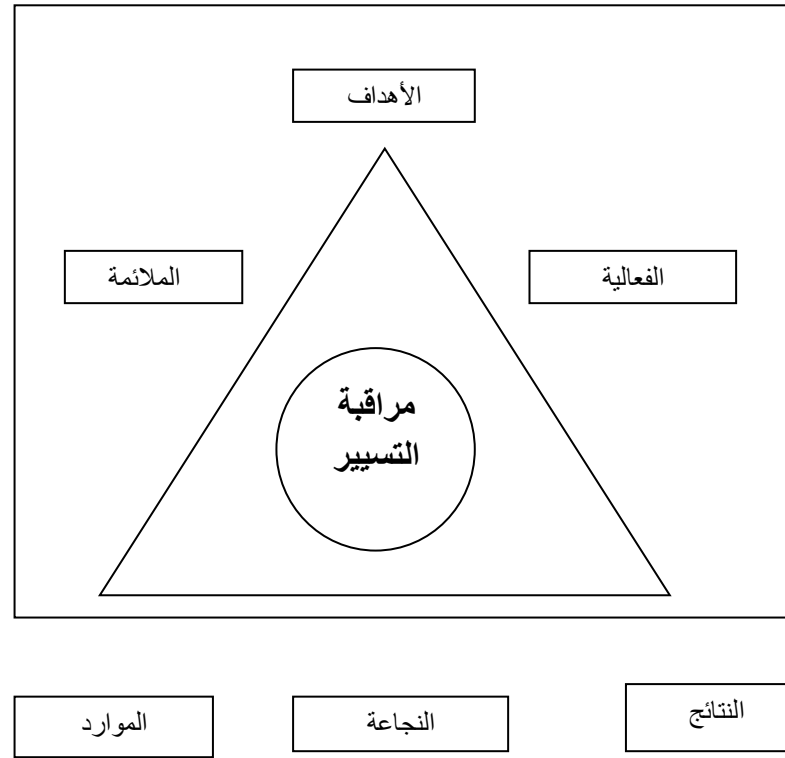 الأهداف
الفعالية
الملائمة
مراقبة
التسيير
النتائج
النجاعة
الموارد